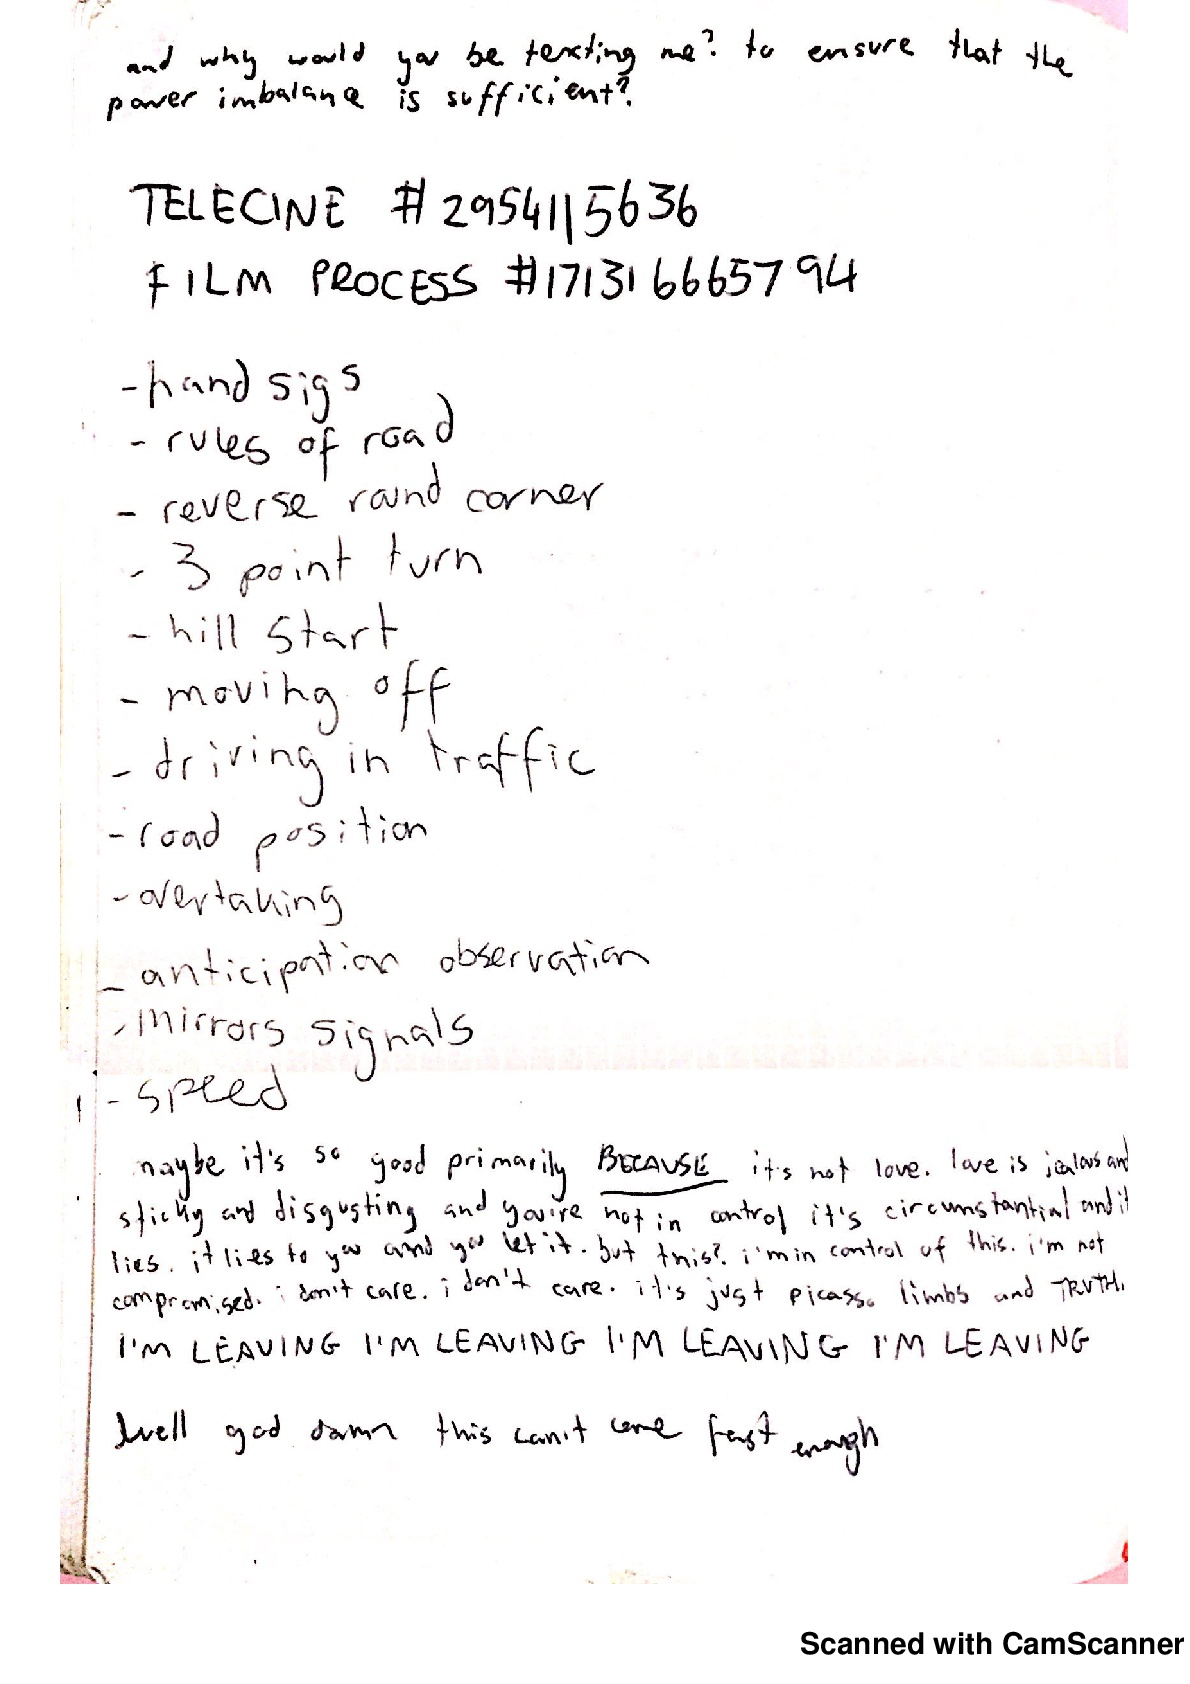 and why would you be texting me? to ensure that the
power imbalance is sufficient?
TELECINE #2954115636
FILM PROCESS #171316665794
- hand sigs
- rules of road
- reverse round corner
- 3 point turn
- hill start
- moving off
- driving in traffic
- road position
- overtaking
- anticipation observation
- mirrors signals
- speed
maybe it's so good primarily BECAUSE it's not love. love is jealous and
sticky and disgusting and you're not in control it's circumstantial and it
lies. it lies to you and you let it. but this? i'm in control of this. i'm not
compromised. i don't care. i don't care. it's just picasso limbs and TRUTH.
I'M LEAVING I'M LEAVING I'M LEAVING I'M LEAVING
well god damn this can't come fast enough
Scanned with CamScanner